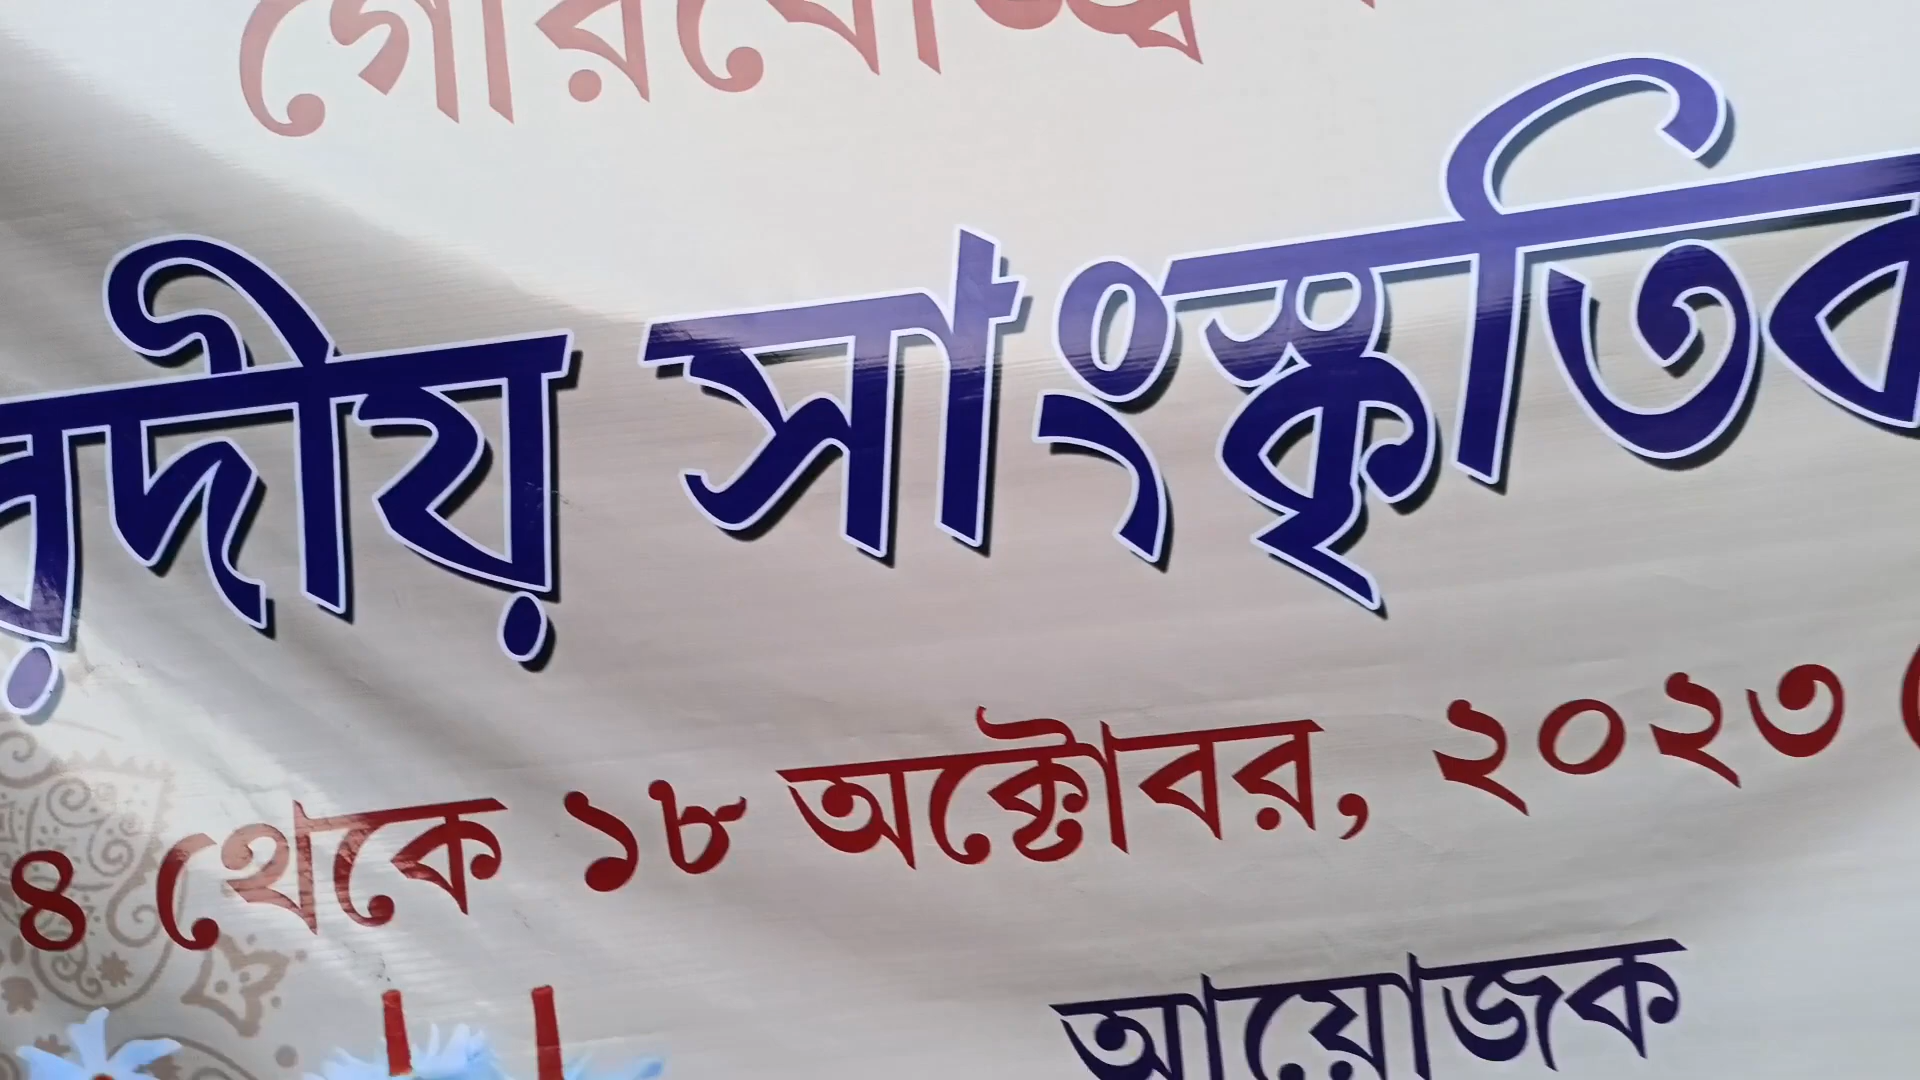 রদীয় সাংস্কৃতিক
৪ থেকে ১৮ অক্টোবর, ২০২৩
আয়োজক